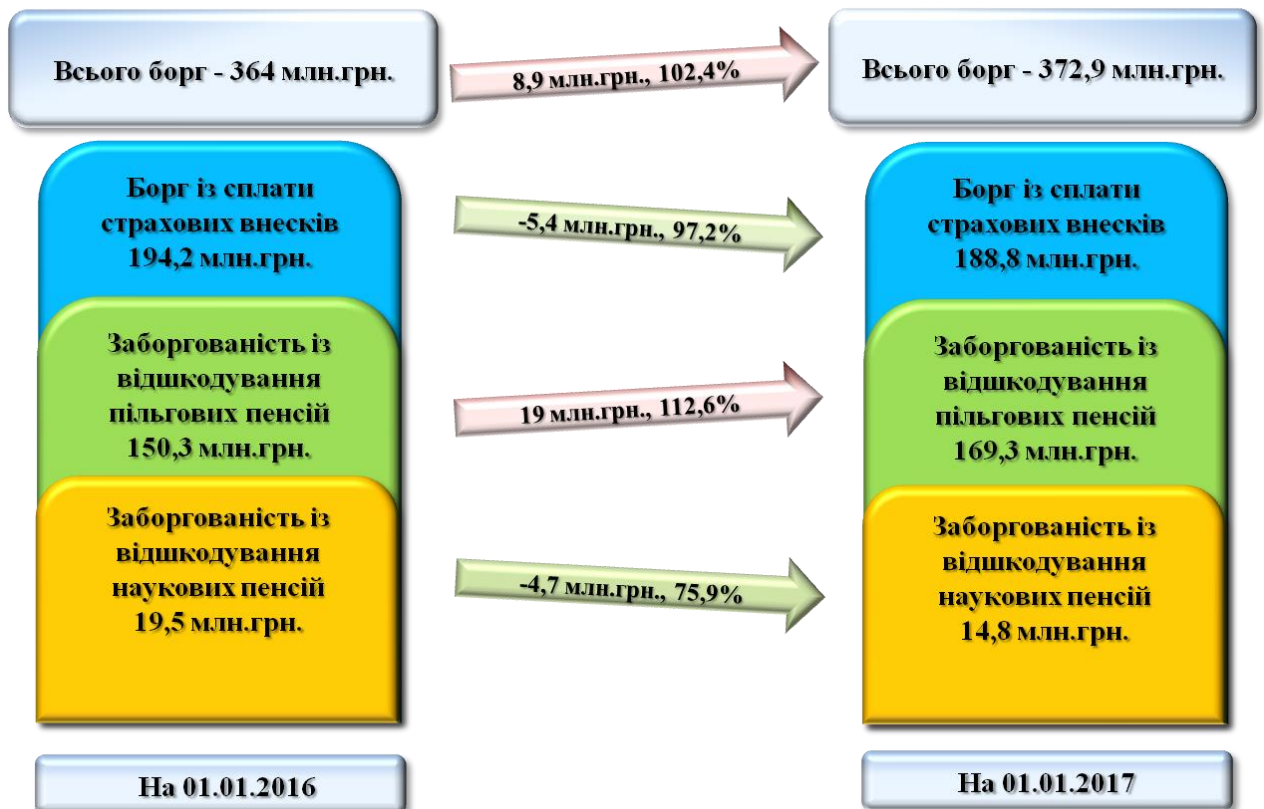 Всього борг - 364 млн.грн.
8,9 млн.грн., 102,4%
Всього борг - 372,9 млн.грн.
Борг із сплати
страхових внесків
194,2 млн.грн.
-5,4 млн.грн., 97,2%
Борг із сплати
страхових внесків
188,8 млн.грн.
Заборгованість із
відшкодування
пільгових пенсій
150,3 млн.грн.
19 млн.грн., 112,6%
Заборгованість із
відшкодування
пільгових пенсій
169,3 млн.грн.
Заборгованість із
відшкодування
наукових пенсій
19,5 млн.грн.
-4,7 млн.грн., 75,9%
Заборгованість із
відшкодування
наукових пенсій
14,8 млн.грн.
На 01.01.2016
На 01.01.2017